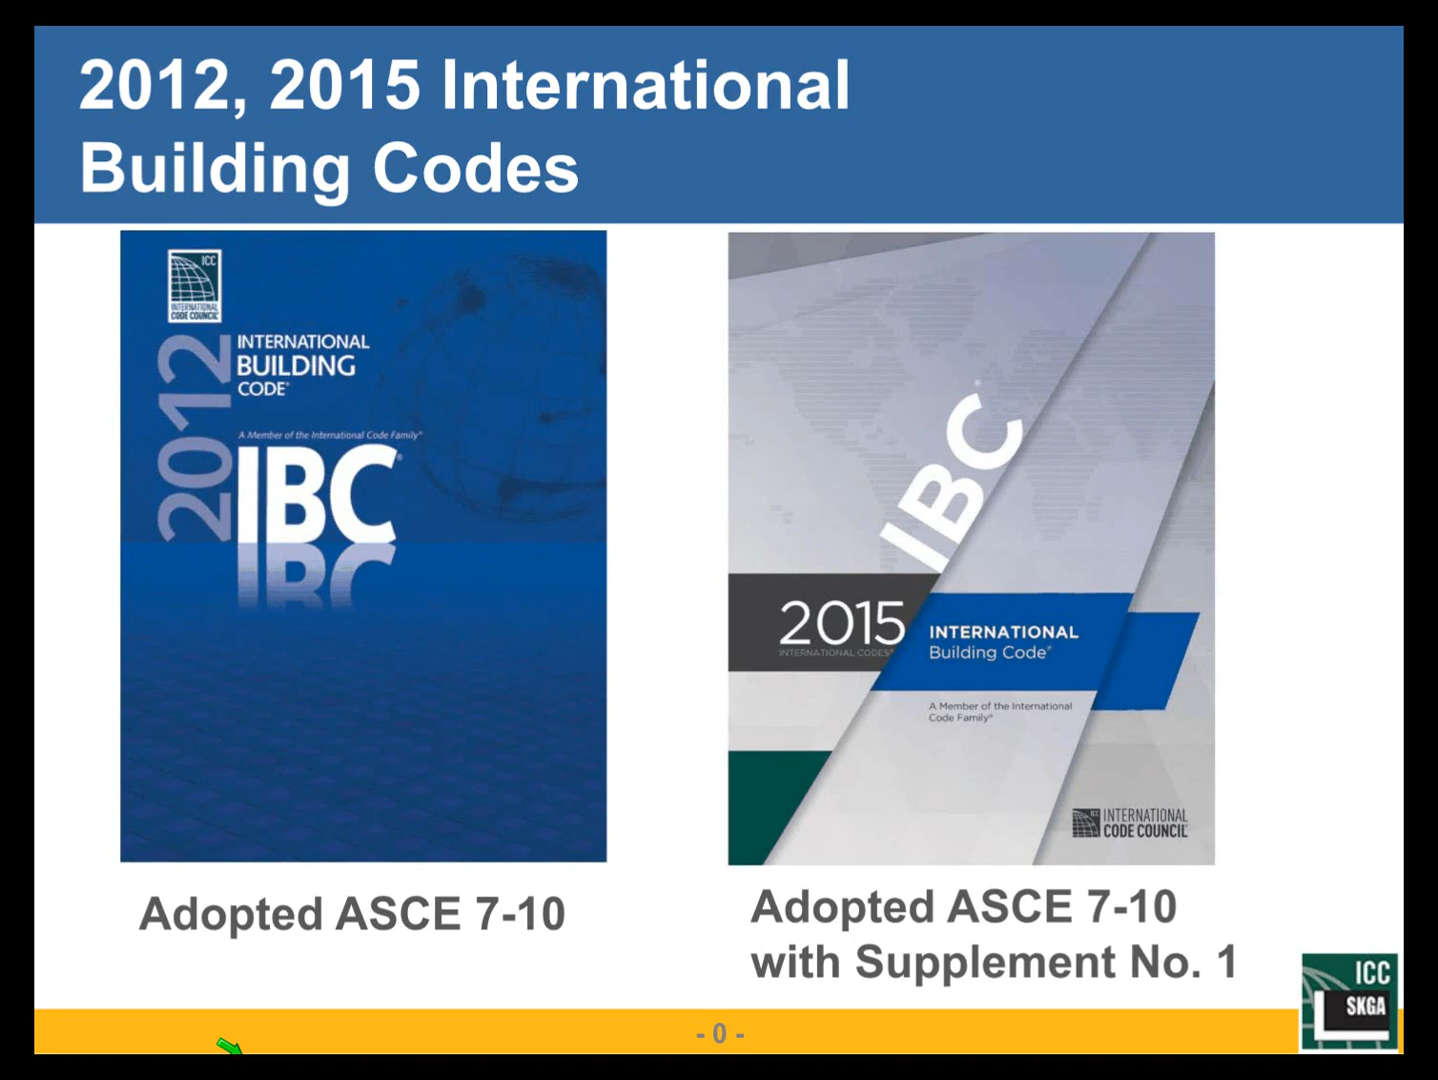 2012, 2015 International
Building Codes
ICC
INTERNATIONAL
CODE COUNCIL
2012
INTERNATIONAL
BUILDING
CODE®
A Member of the International Code Family®
IBC®
IBC®
2015
INTERNATIONAL CODES®
INTERNATIONAL
Building Code®
A Member of the International
Code Family®
ICC
INTERNATIONAL
CODE COUNCIL®
Adopted ASCE 7-10
Adopted ASCE 7-10
with Supplement No. 1
ICC
SKGA
- 0 -